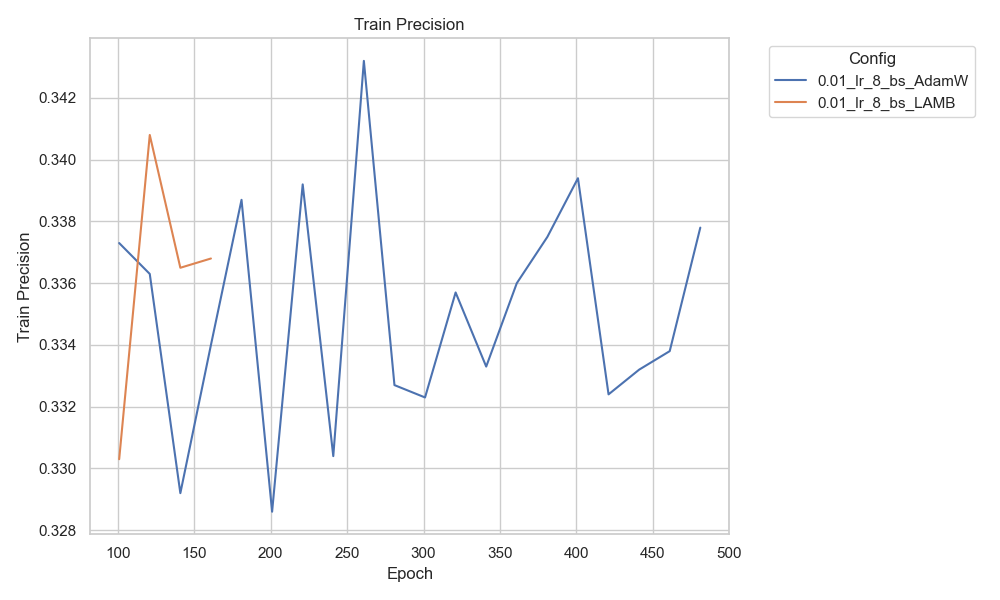 Train Precision
Config
0.01_lr_8_bs_AdamW
0.01_lr_8_bs_LAMB
Train Precision
0.342
0.340
0.338
0.336
0.334
0.332
0.330
0.328
100 150 200 250 300 350 400 450 500
Epoch